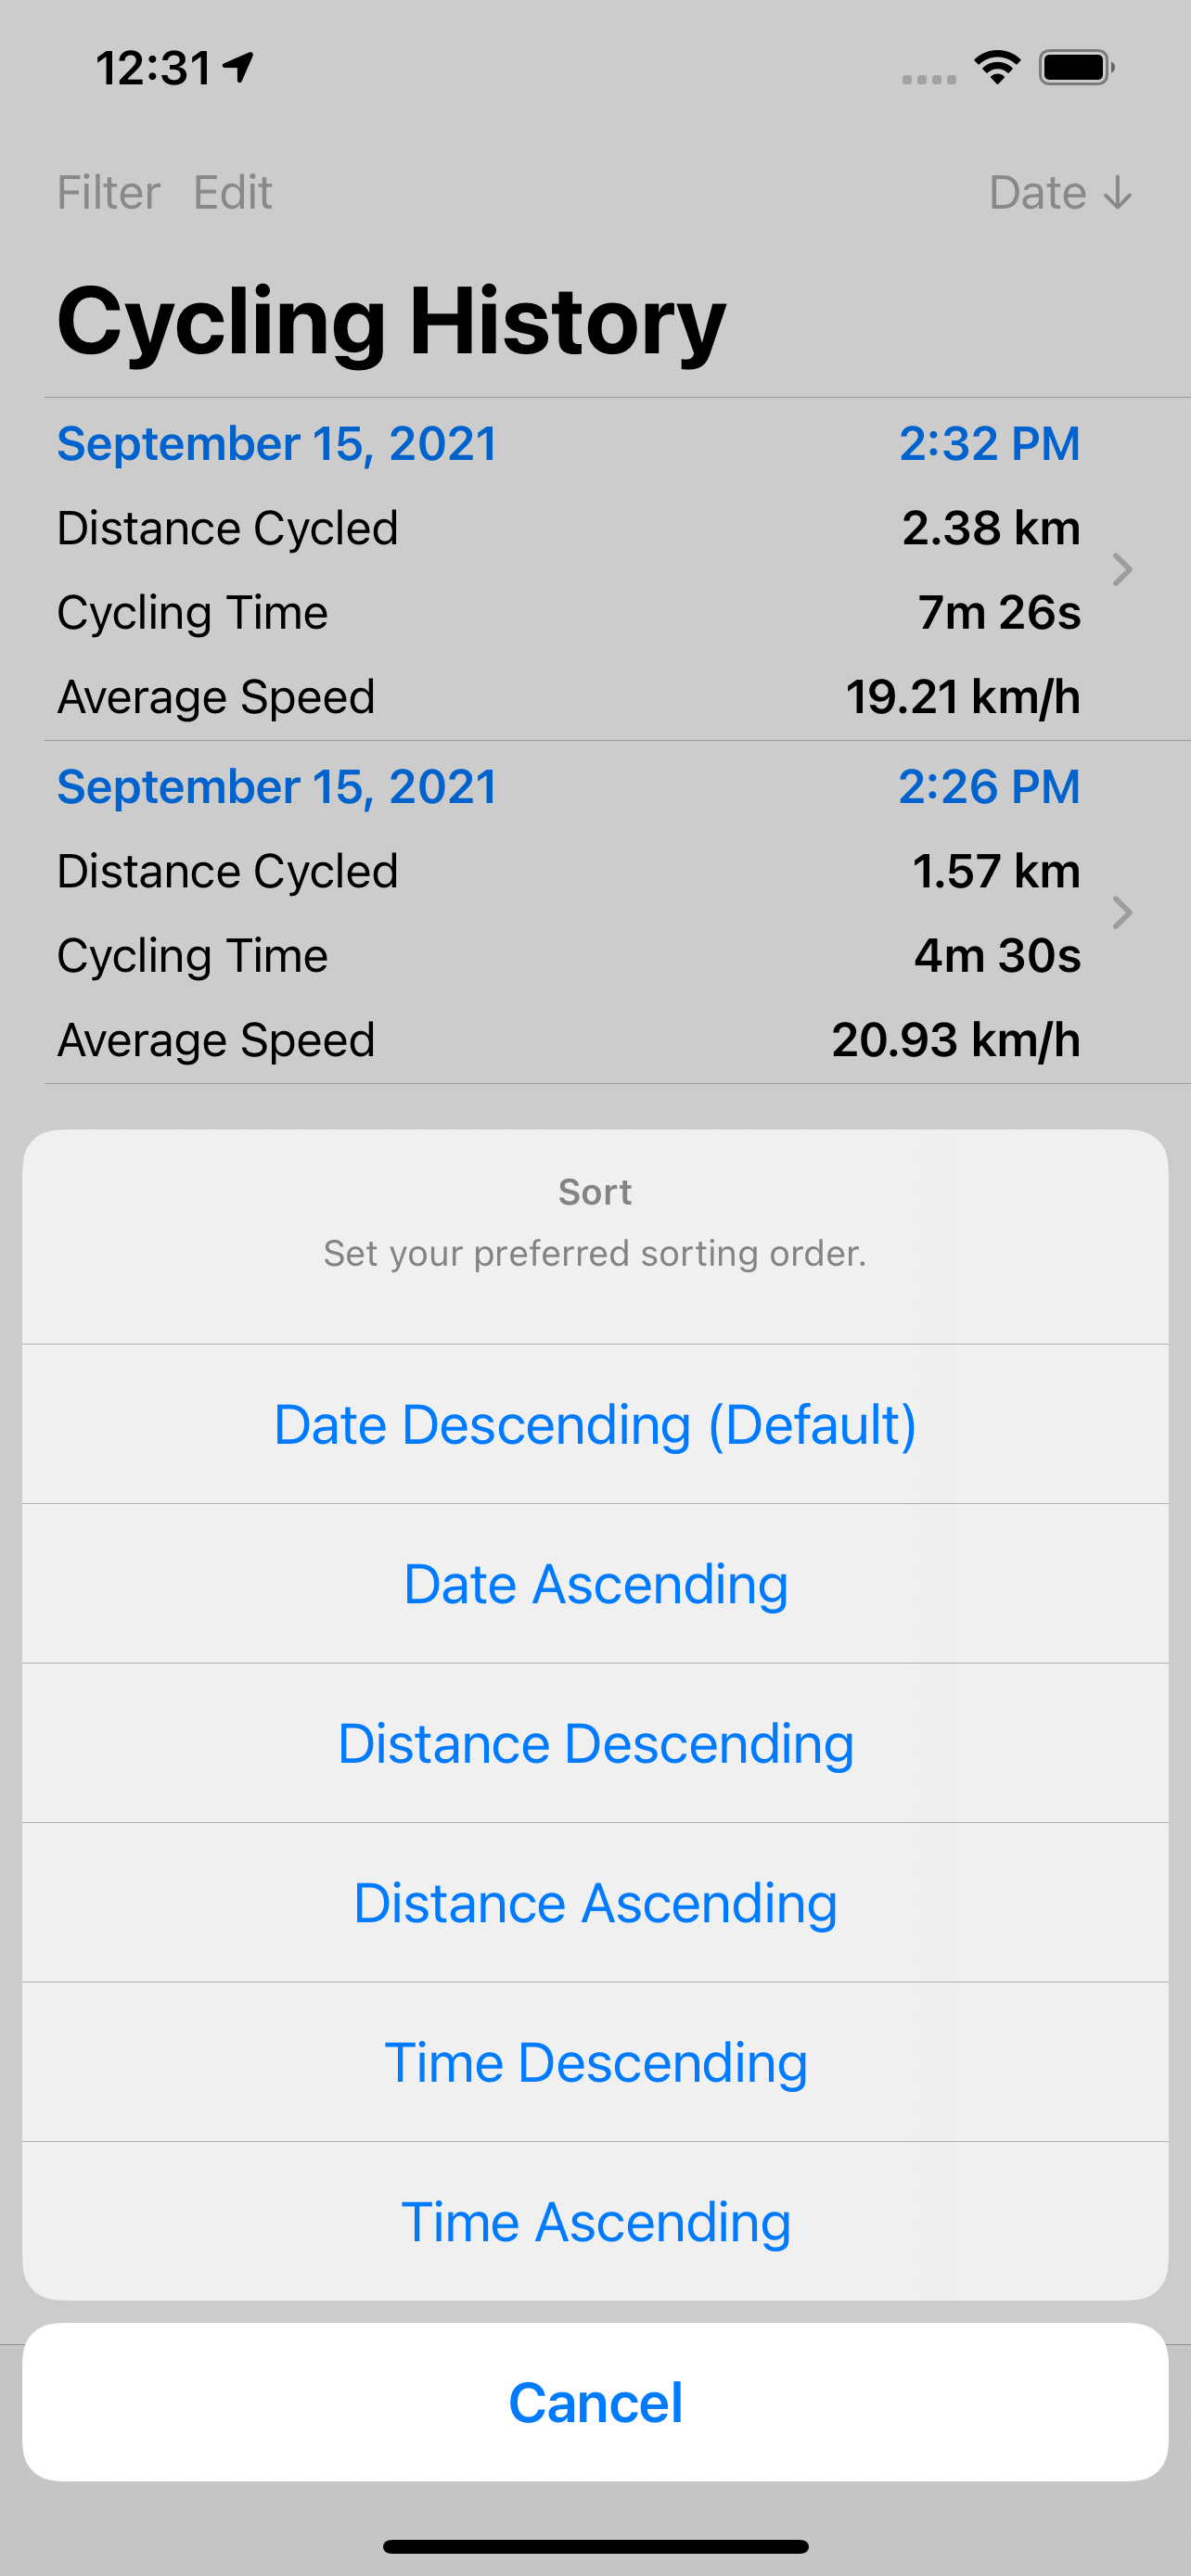 12:31
Filter Edit Date ↓
Cycling History
September 15, 2021 2:32 PM
Distance Cycled 2.38 km
Cycling Time 7m 26s
Average Speed 19.21 km/h
September 15, 2021 2:26 PM
Distance Cycled 1.57 km
Cycling Time 4m 30s
Average Speed 20.93 km/h
Sort
Set your preferred sorting order.
Date Descending (Default)
Date Ascending
Distance Descending
Distance Ascending
Time Descending
Time Ascending
Cancel